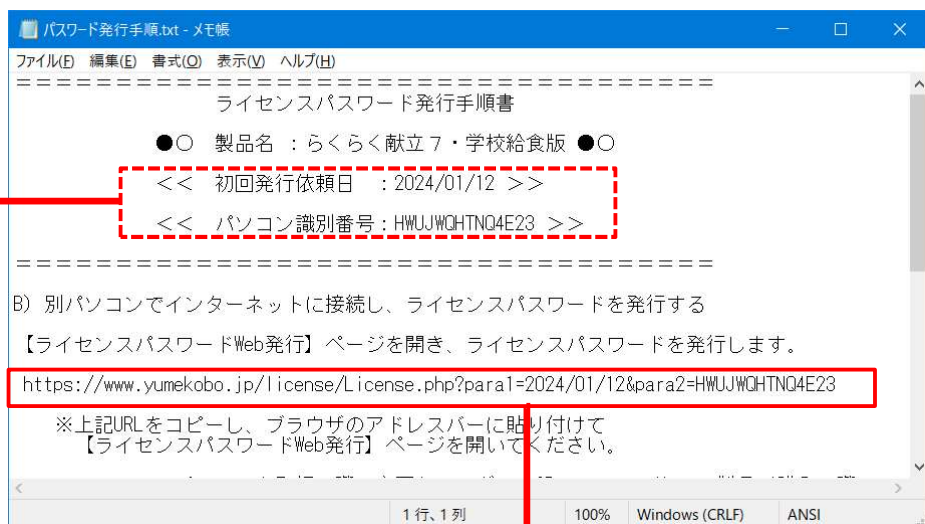 パスワード発行手順.txt - メモ帳
ファイル(F) 編集(E) 書式(O) 表示(V) ヘルプ(H)
===================================
ライセンスパスワード発行手順書
●○ 製品名 :らくらく献立7・学校給食版 ●○
<< 初回発行依頼日 :2024/01/12 >>
<< パソコン識別番号:HWUJWQHTNQ4E23 >>
===================================
B) 別パソコンでインターネットに接続し、ライセンスパスワードを発行する
【ライセンスパスワードWeb発行】ページを開き、ライセンスパスワードを発行します。
https://www.yumekobo.jp/license/License.php?para1=2024/01/12&para2=HWUJWQHTNQ4E23
※上記URLをコピーし、ブラウザのアドレスバーに貼り付けて
【ライセンスパスワードWeb発行】ページを開いてください。
1行、1列 100% Windows (CRLF) ANSI